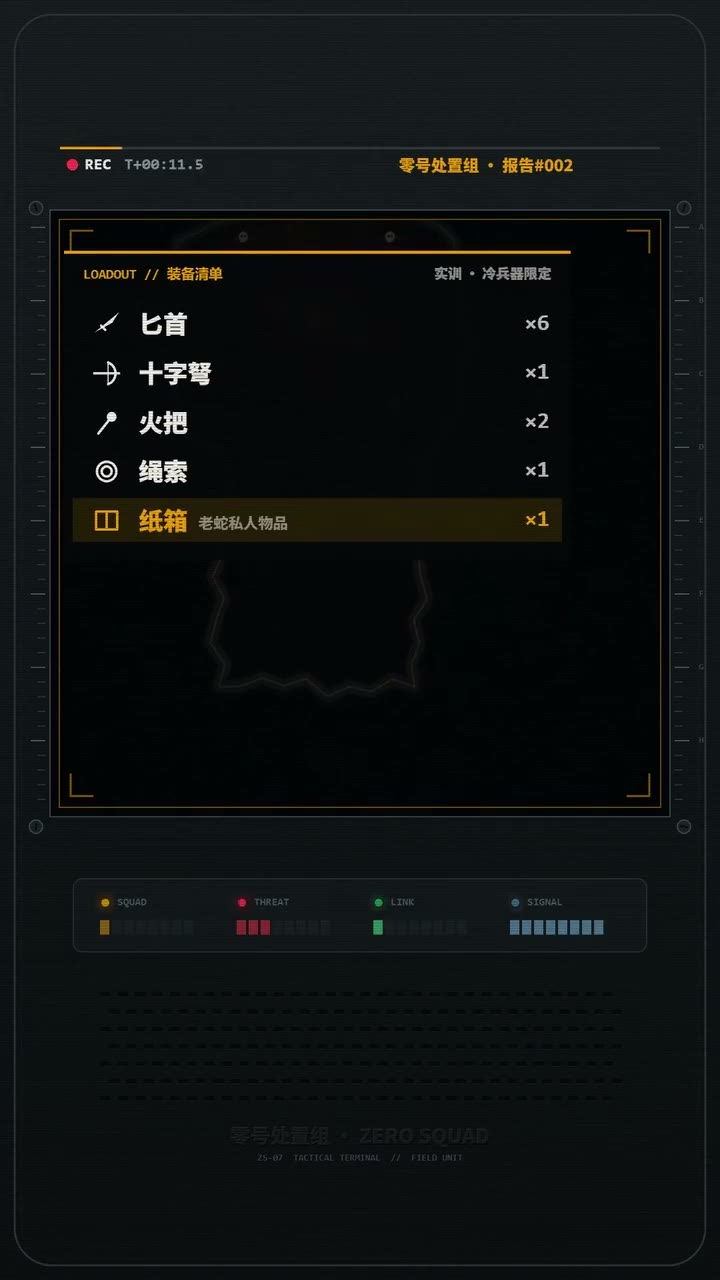 REC T+00:11.5 零号处置组 • 报告#002
LOADOUT // 装备清单 实训 • 冷兵器限定
匕首 ×6
十字弩 ×1
火把 ×2
绳索 ×1
纸箱 老蛇私人物品 ×1
A
B
C
D
E
F
G
H
SQUAD THREAT LINK SIGNAL
零号处置组 • ZERO SQUAD
ZS-07 TACTICAL TERMINAL // FIELD UNIT